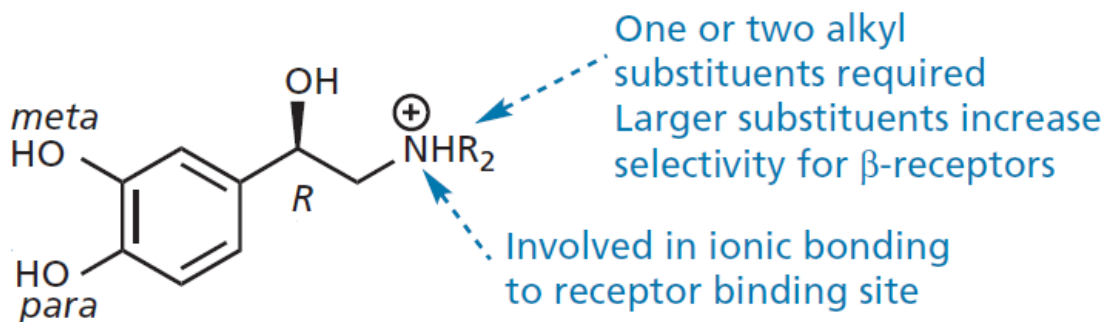 One or two alkyl
substituents required
Larger substituents increase
selectivity for β-receptors
OH
⊕
meta
HO
NHR₂
R
HO
para
Involved in ionic bonding
to receptor binding site